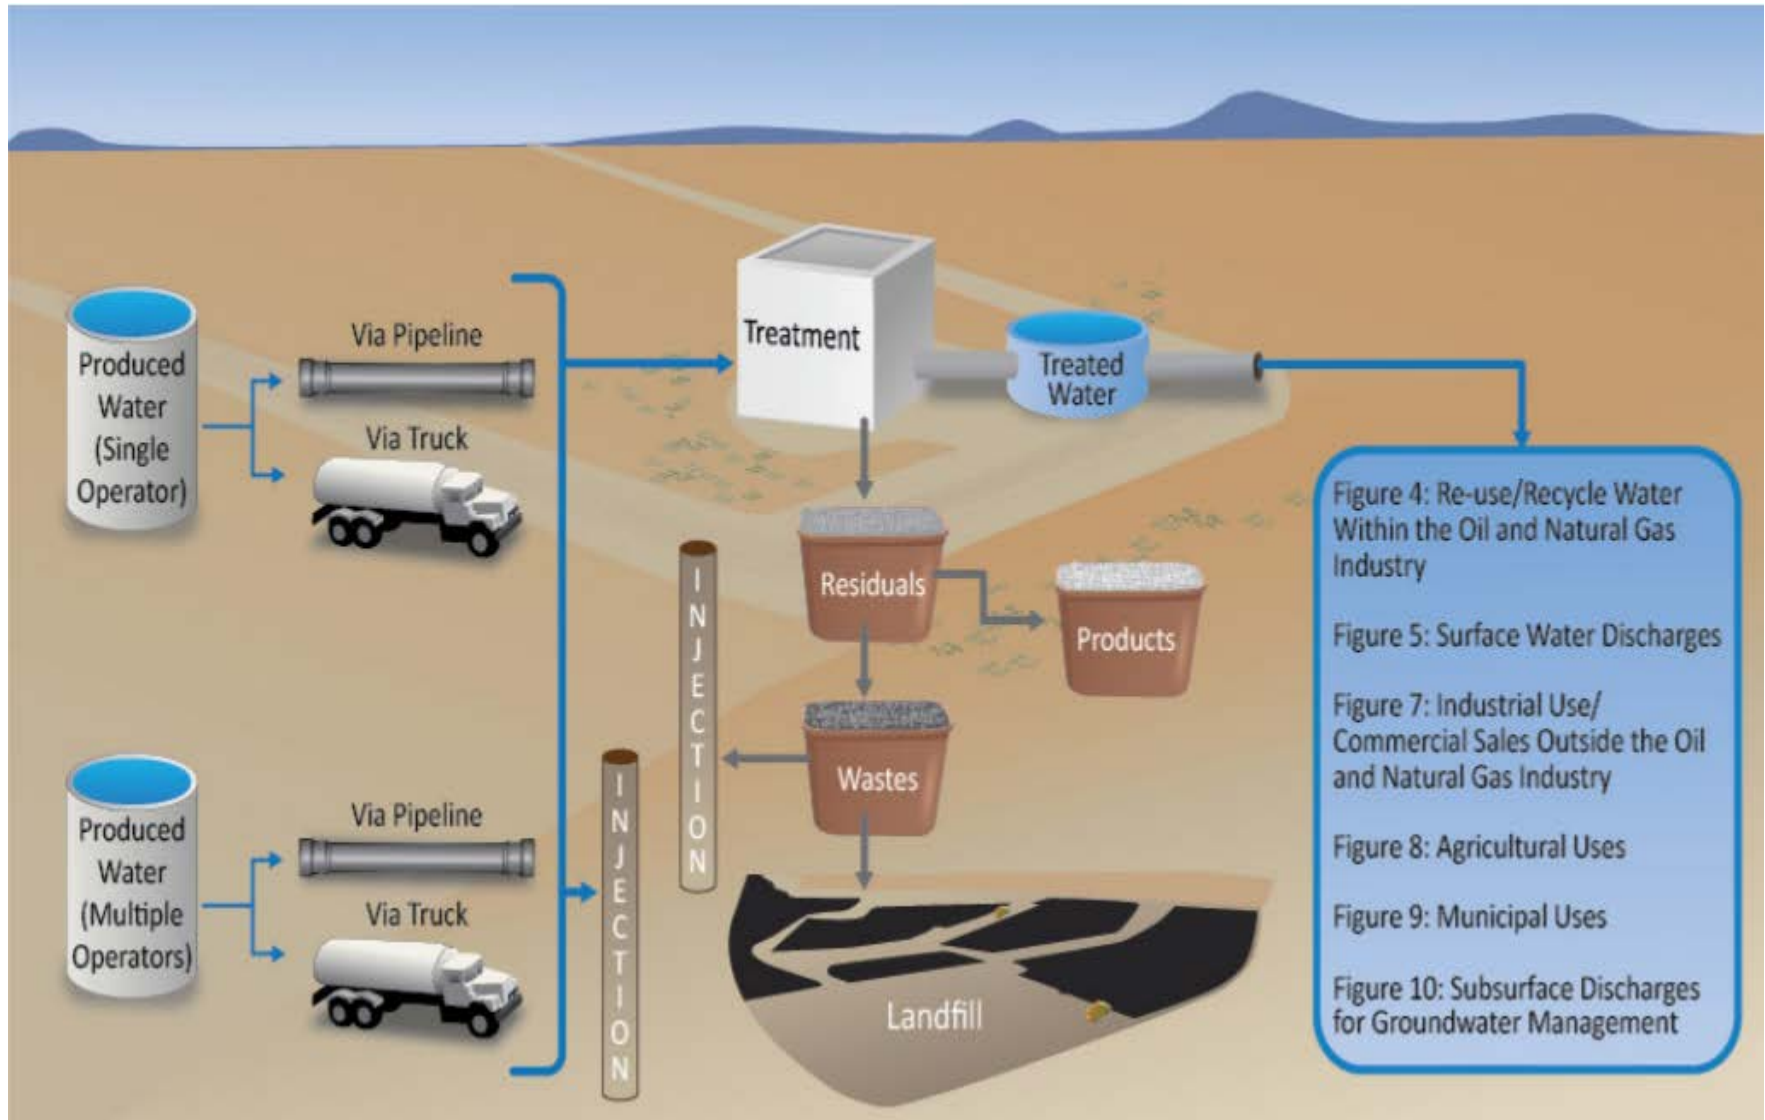 Produced
Water
(Single
Operator)
Via Pipeline
Via Truck
Produced
Water
(Multiple
Operators)
Via Pipeline
Via Truck
INJECTION
INJECTION
Treatment
Treated
Water
Residuals
Products
Wastes
Landfill
Figure 4: Re-use/Recycle Water
Within the Oil and Natural Gas
Industry
Figure 5: Surface Water Discharges
Figure 7: Industrial Use/
Commercial Sales Outside the Oil
and Natural Gas Industry
Figure 8: Agricultural Uses
Figure 9: Municipal Uses
Figure 10: Subsurface Discharges
for Groundwater Management